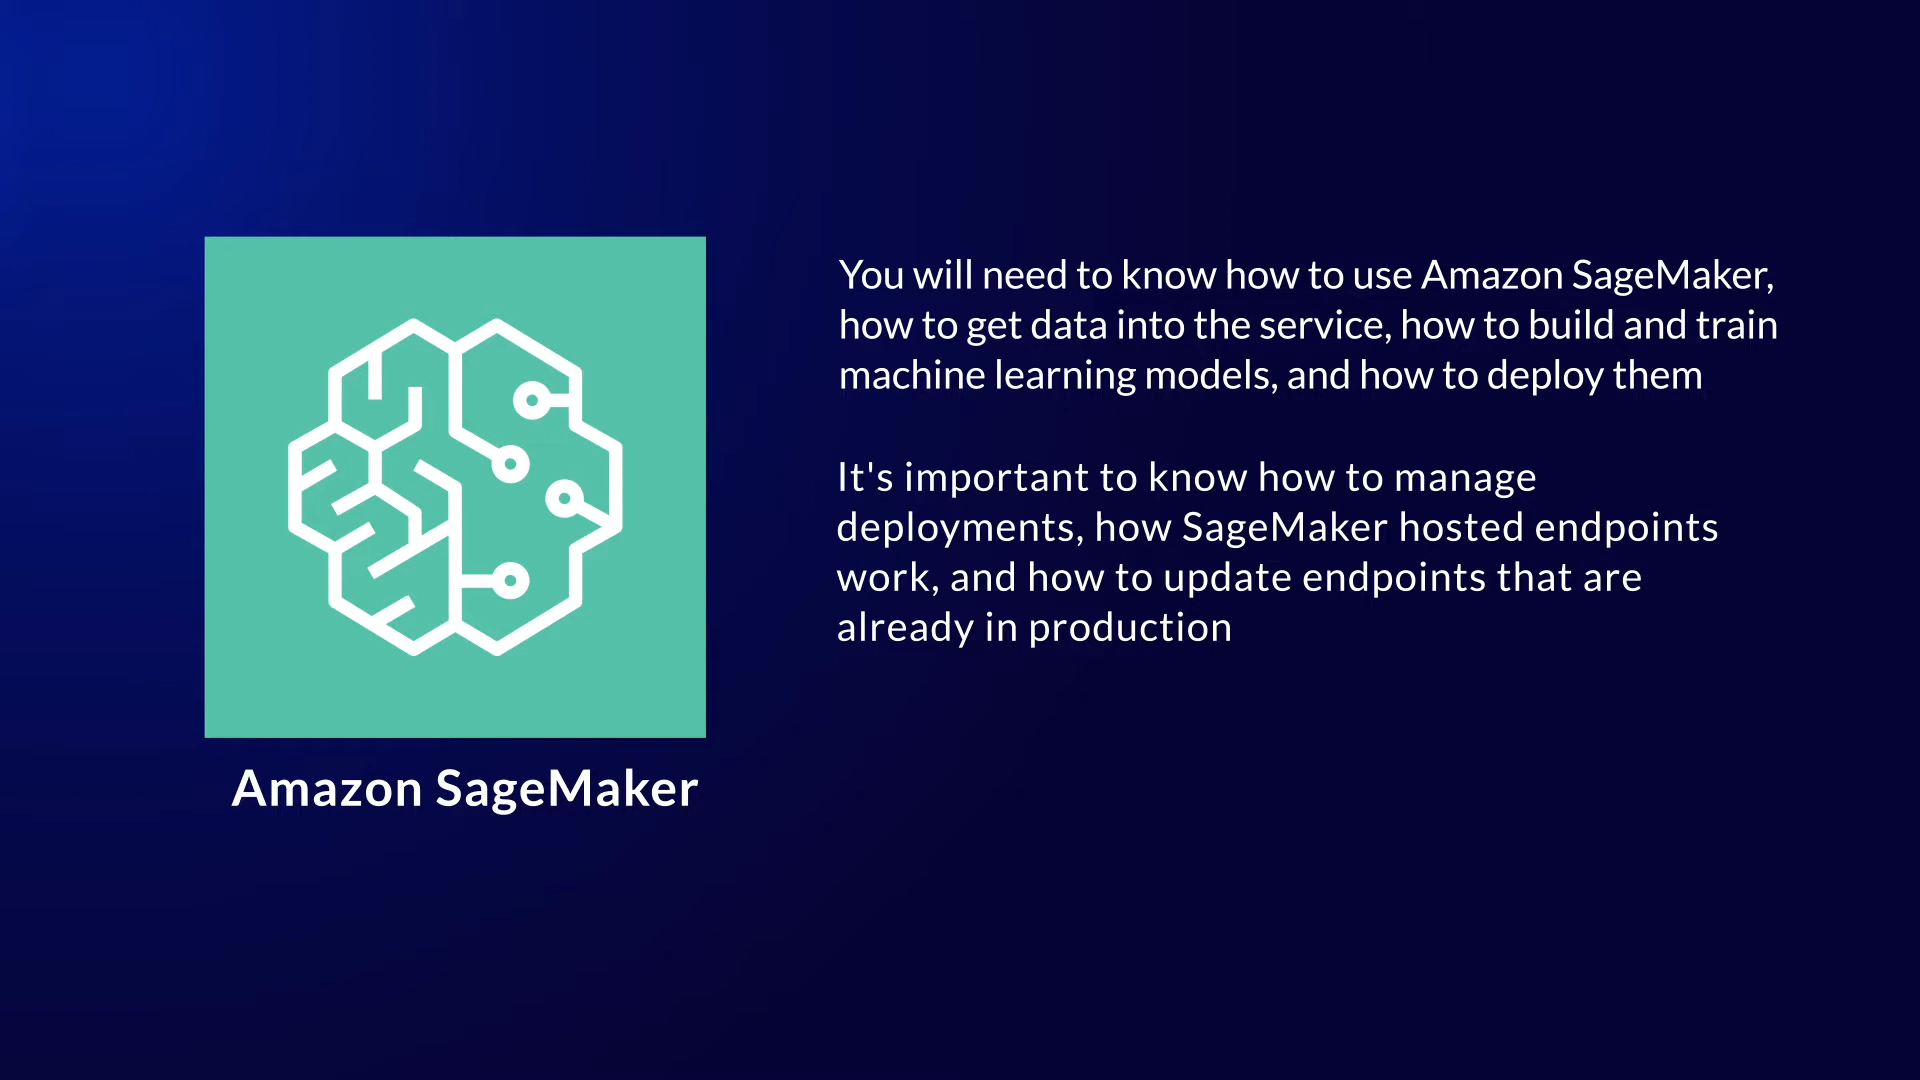 You will need to know how to use Amazon SageMaker,
how to get data into the service, how to build and train
machine learning models, and how to deploy them
It's important to know how to manage
deployments, how SageMaker hosted endpoints
work, and how to update endpoints that are
already in production
Amazon SageMaker